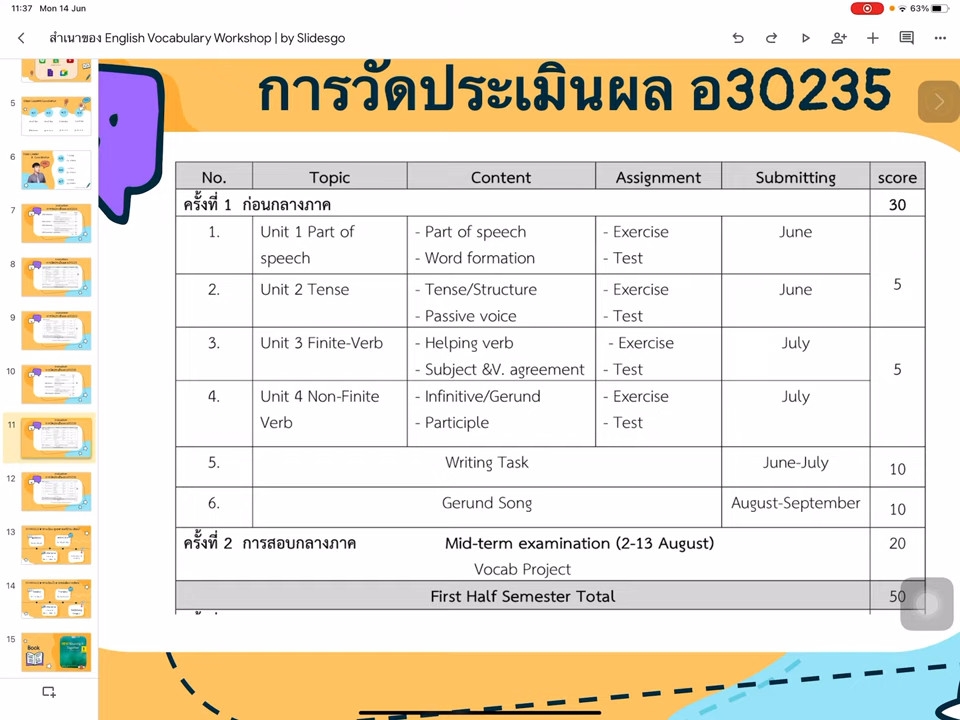 11:37 Mon 14 Jun
63%
สำเนาของ English Vocabulary Workshop | by Slidesgo
การวัดประเมินผล อ30235
No. Topic Content Assignment Submitting score
ครั้งที่ 1 ก่อนกลางภาค 30
1. Unit 1 Part of speech - Part of speech - Exercise June
- Word formation - Test
2. Unit 2 Tense - Tense/Structure - Exercise June 5
- Passive voice - Test
3. Unit 3 Finite-Verb - Helping verb - Exercise July
- Subject &V. agreement - Test 5
4. Unit 4 Non-Finite Verb - Infinitive/Gerund - Exercise July
- Participle - Test
5. Writing Task June-July 10
6. Gerund Song August-September 10
ครั้งที่ 2 การสอบกลางภาค Mid-term examination (2-13 August) 20
Vocab Project
First Half Semester Total 50
5
6
7
8
9
10
11
12
13
14
15
Book